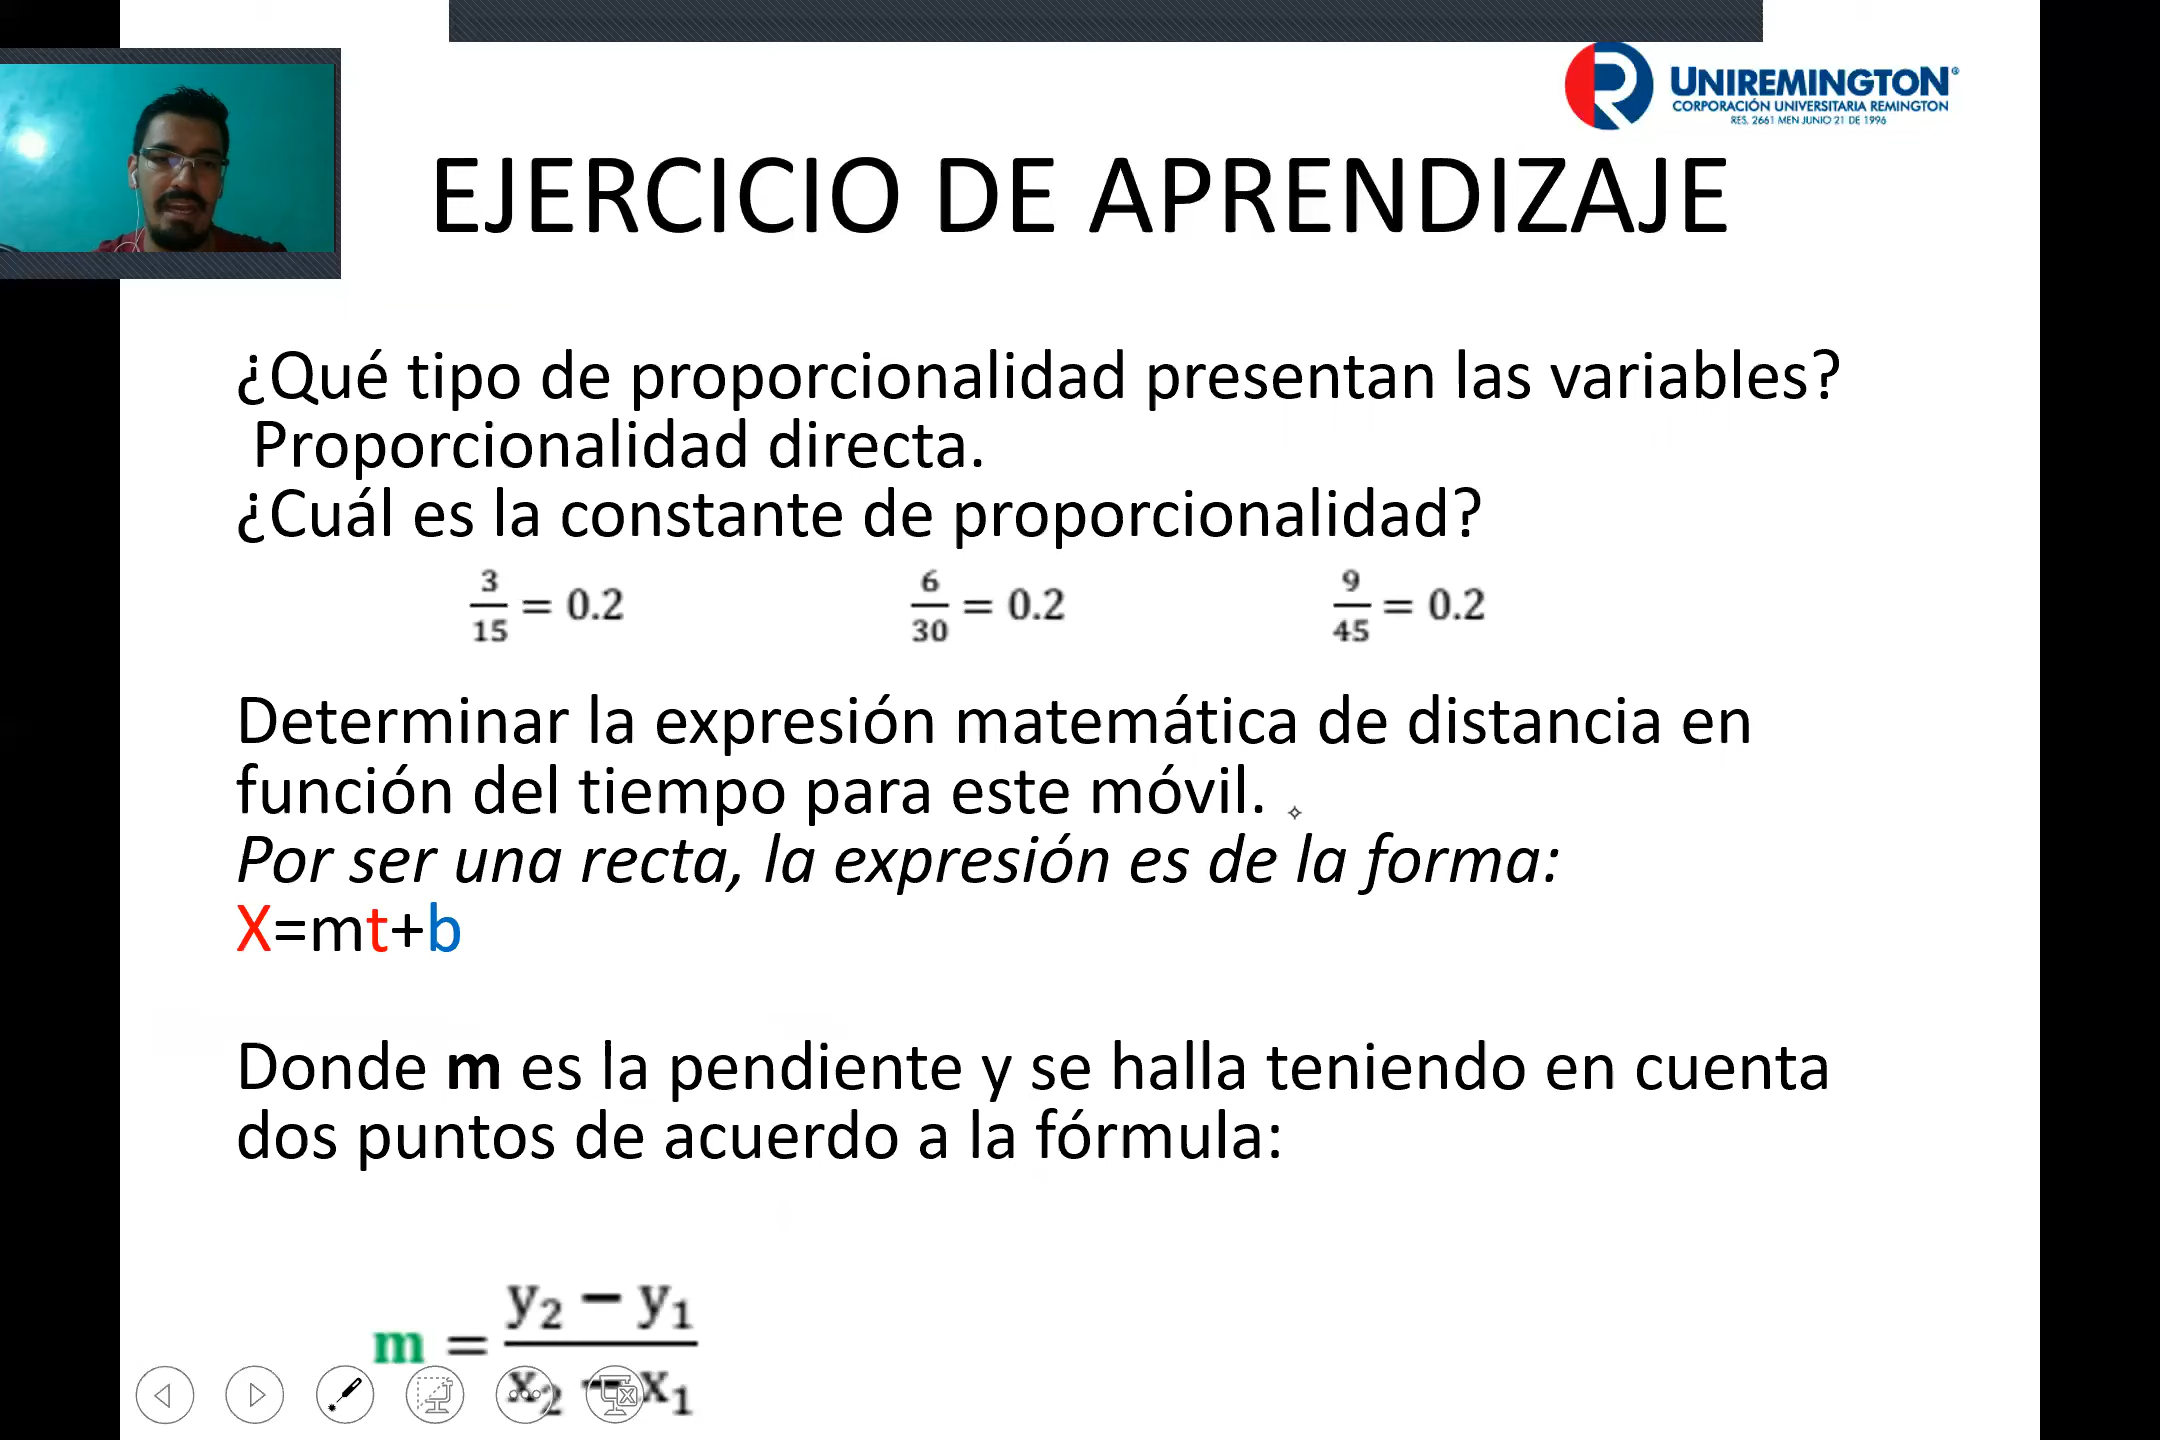 UNIREMINGTON®
CORPORACIÓN UNIVERSITARIA REMINGTON
RES. 2661 MEN JUNIO 21 DE 1996
EJERCICIO DE APRENDIZAJE
¿Qué tipo de proporcionalidad presentan las variables?
Proporcionalidad directa.
¿Cuál es la constante de proporcionalidad?
3/15 = 0.2 6/30 = 0.2 9/45 = 0.2
Determinar la expresión matemática de distancia en
función del tiempo para este móvil.
Por ser una recta, la expresión es de la forma:
X=mt+b
Donde m es la pendiente y se halla teniendo en cuenta
dos puntos de acuerdo a la fórmula:
m = y₂ − y₁ / x₂ − x₁